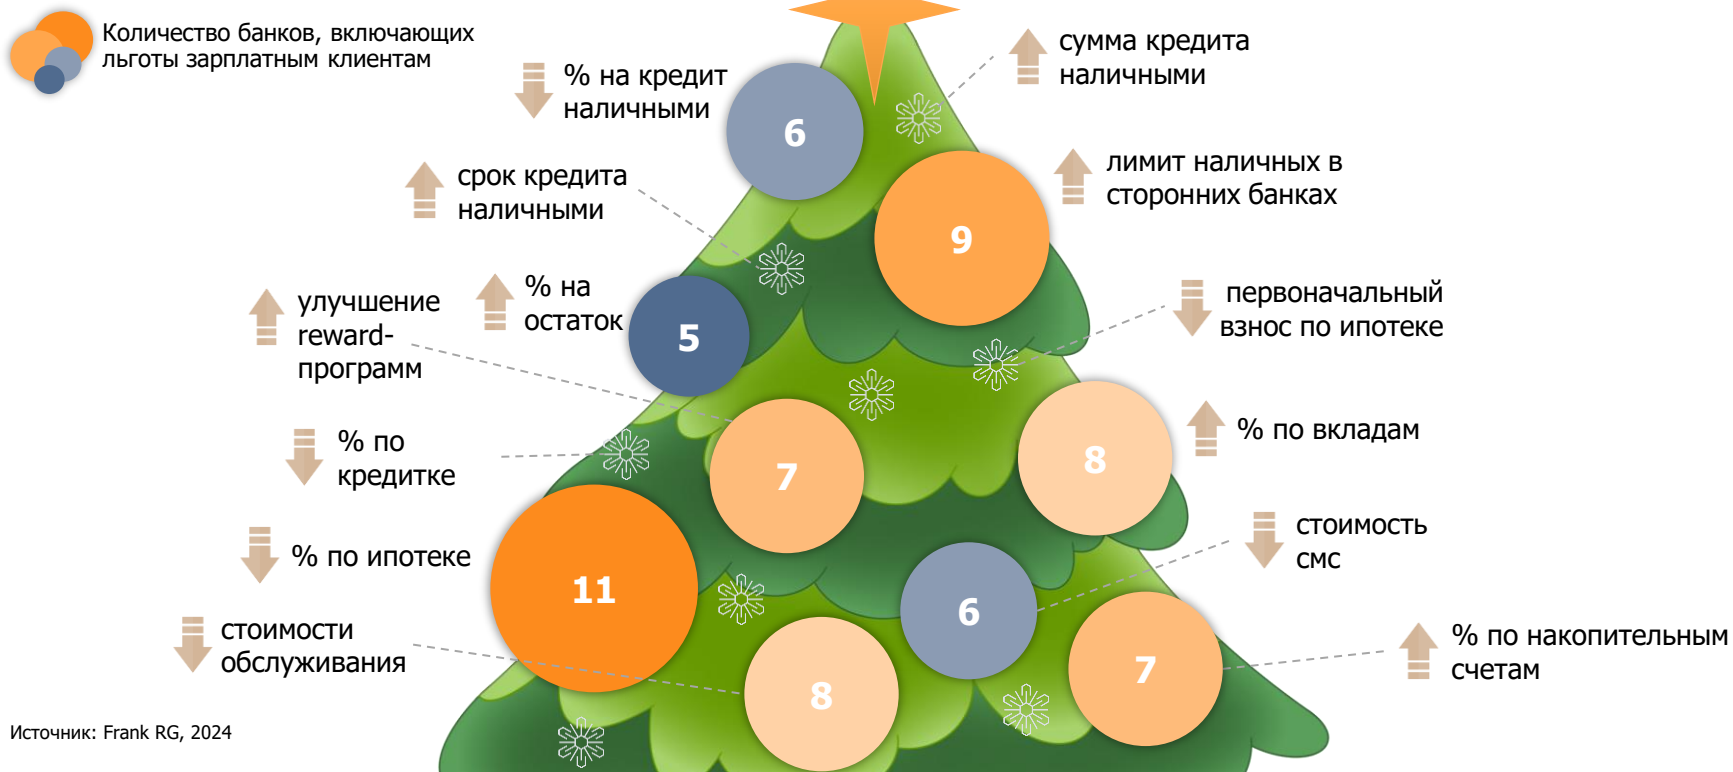 Количество банков, включающих
льготы зарплатным клиентам
% на кредит
наличными
6
сумма кредита
наличными
срок кредита
наличными
лимит наличных в
сторонних банках
9
улучшение
reward-
программ
% на
остаток
5
первоначальный
взнос по ипотеке
% по
кредитке
7
8
% по вкладам
% по ипотеке
11
6
стоимость
смс
стоимости
обслуживания
8
7
% по накопительным
счетам
Источник: Frank RG, 2024